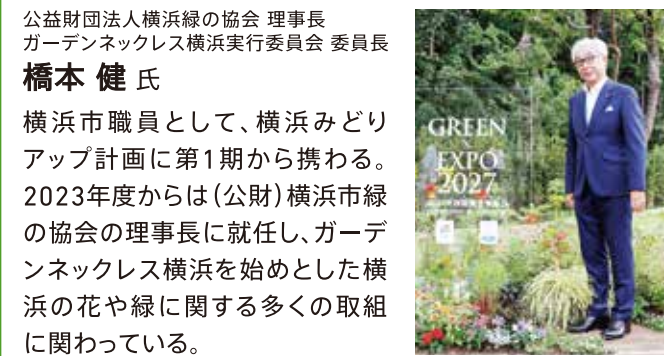 公益財団法人横浜緑の協会 理事長
ガーデンネックレス横浜実行委員会 委員長
橋本 健 氏
横浜市職員として、横浜みどり
アップ計画に第1期から携わる。
2023年度からは(公財)横浜市緑
の協会の理事長に就任し、ガーデ
ンネックレス横浜を始めとした横
浜の花や緑に関する多くの取組
に関わっている。
GREEN
×
EXPO
2027